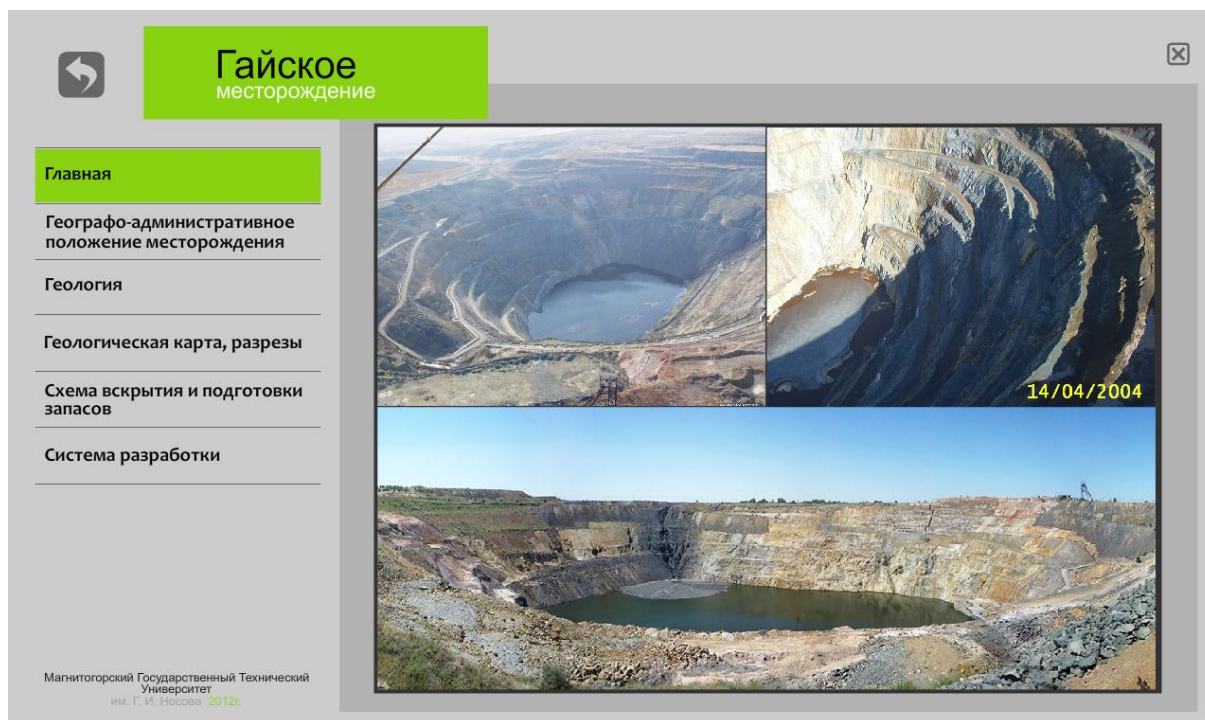 Гайское
месторождение
Главная
Географо-административное
положение месторождения
Геология
Геологическая карта, разрезы
Схема вскрытия и подготовки
запасов
Система разработки
14/04/2004
Магнитогорский Государственный Технический
Университет
им. Г. И. Носова 2012г.